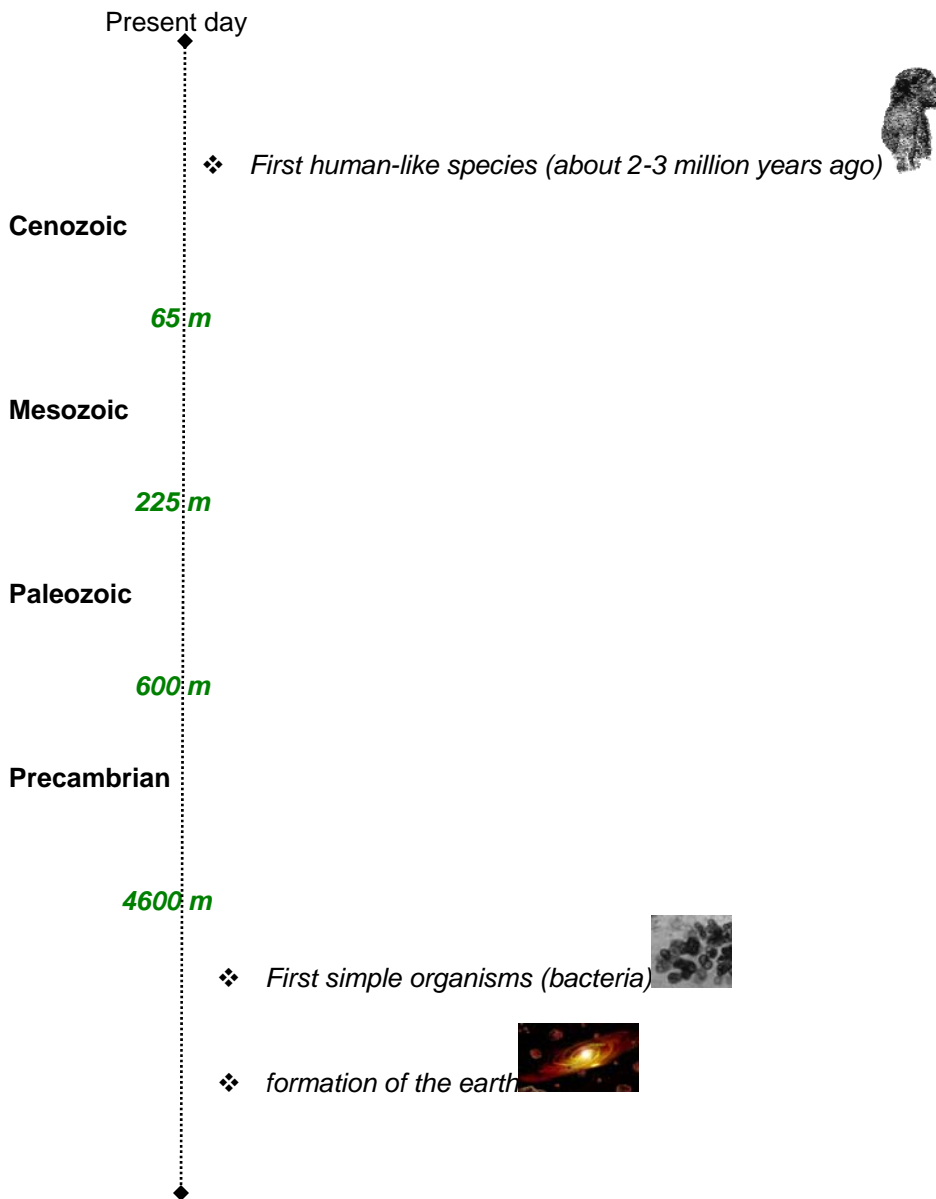 Present day
❖ First human-like species (about 2-3 million years ago)
Cenozoic
65 m
Mesozoic
225 m
Paleozoic
600 m
Precambrian
4600 m
❖ First simple organisms (bacteria)
❖ formation of the earth